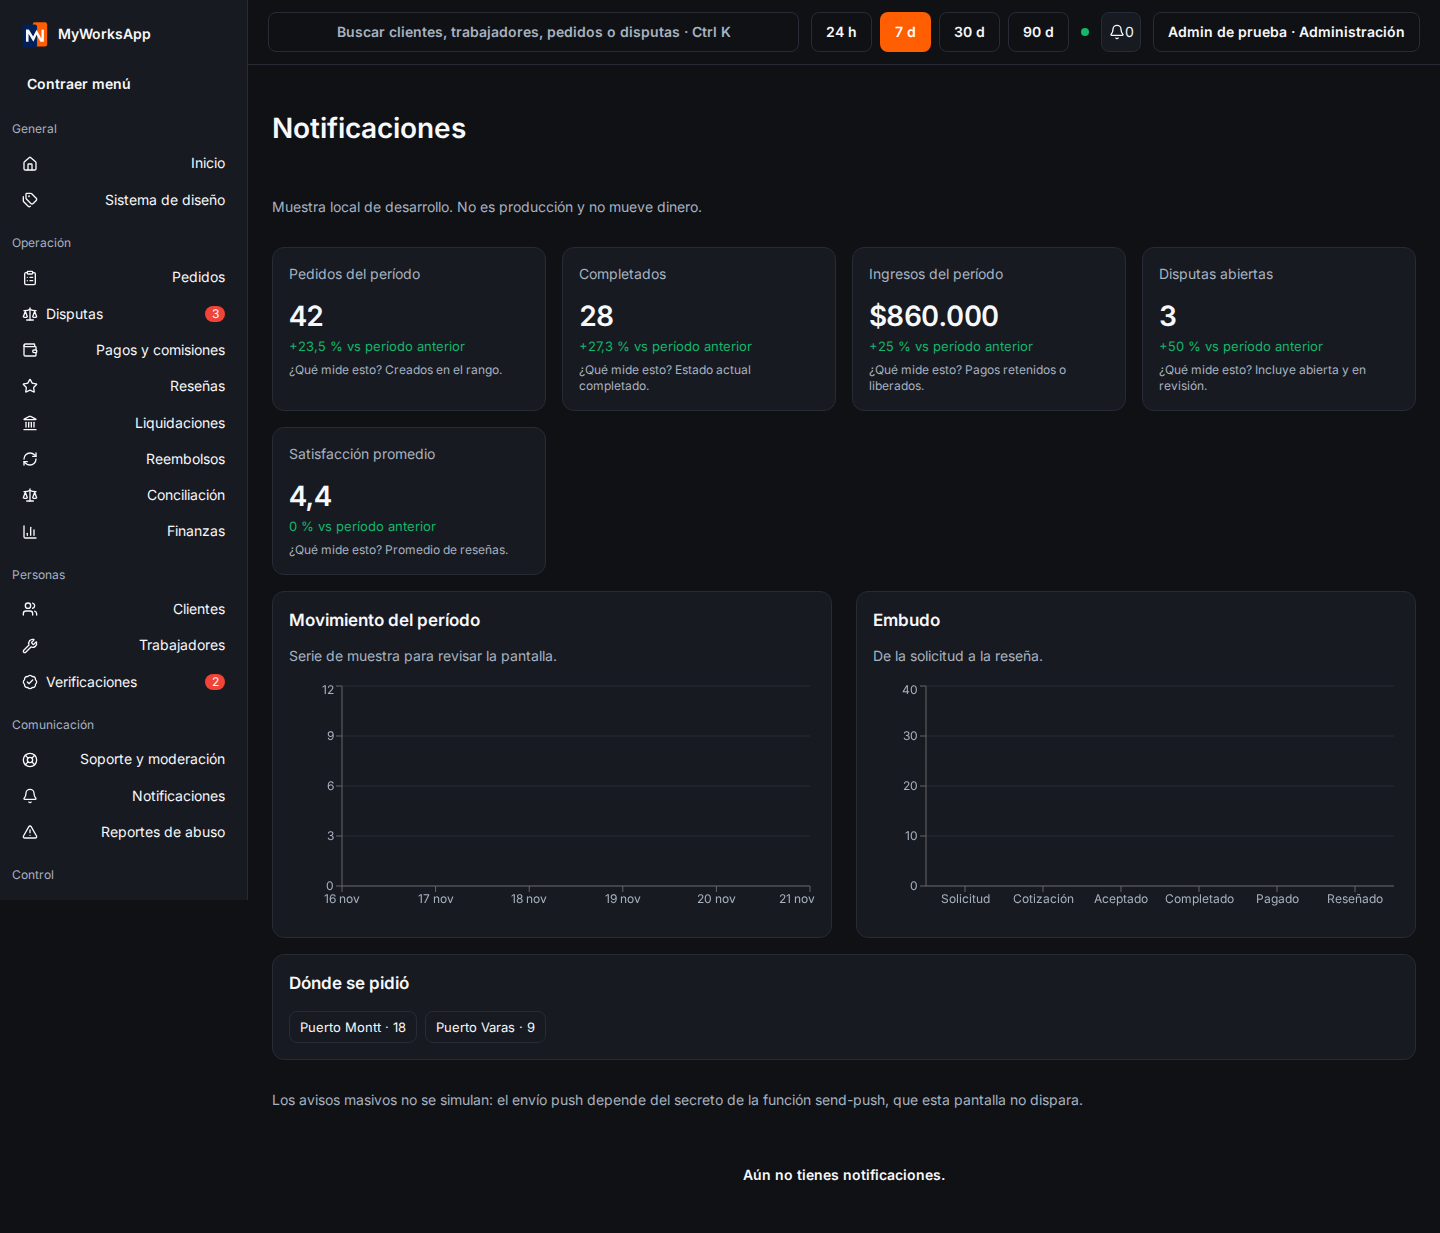 MyWorksApp
Contraer menú
General
Inicio
Sistema de diseño
Operación
Pedidos
Disputas 3
Pagos y comisiones
Reseñas
Liquidaciones
Reembolsos
Conciliación
Finanzas
Personas
Clientes
Trabajadores
Verificaciones 2
Comunicación
Soporte y moderación
Notificaciones
Reportes de abuso
Control
Buscar clientes, trabajadores, pedidos o disputas · Ctrl K
24 h
7 d
30 d
90 d
0
Admin de prueba · Administración
Notificaciones
Muestra local de desarrollo. No es producción y no mueve dinero.
Pedidos del período
42
+23,5 % vs período anterior
¿Qué mide esto? Creados en el rango.
Completados
28
+27,3 % vs período anterior
¿Qué mide esto? Estado actual
completado.
Ingresos del período
$860.000
+25 % vs período anterior
¿Qué mide esto? Pagos retenidos o
liberados.
Disputas abiertas
3
+50 % vs período anterior
¿Qué mide esto? Incluye abierta y en
revisión.
Satisfacción promedio
4,4
0 % vs período anterior
¿Qué mide esto? Promedio de reseñas.
Movimiento del período
Serie de muestra para revisar la pantalla.
12
9
6
3
0
16 nov 17 nov 18 nov 19 nov 20 nov 21 nov
Embudo
De la solicitud a la reseña.
40
30
20
10
0
Solicitud Cotización Aceptado Completado Pagado Reseñado
Dónde se pidió
Puerto Montt · 18
Puerto Varas · 9
Los avisos masivos no se simulan: el envío push depende del secreto de la función send-push, que esta pantalla no dispara.
Aún no tienes notificaciones.